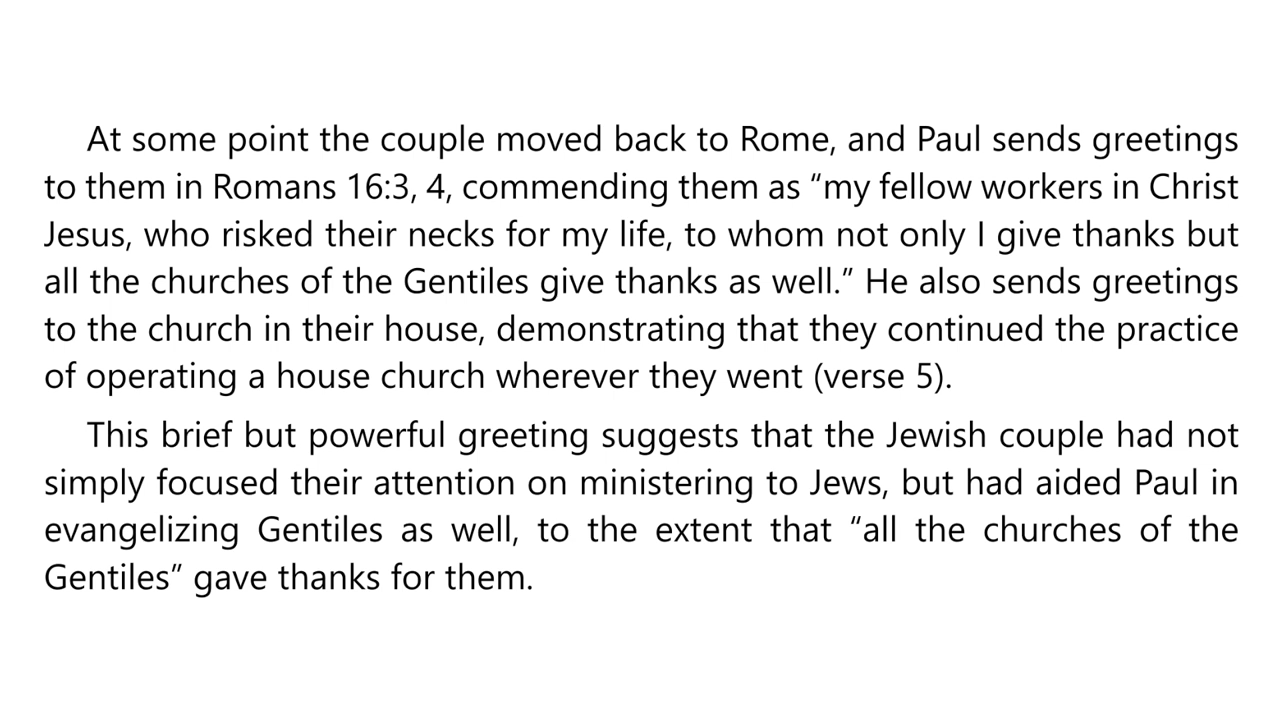 At some point the couple moved back to Rome, and Paul sends greetings
to them in Romans 16:3, 4, commending them as “my fellow workers in Christ
Jesus, who risked their necks for my life, to whom not only I give thanks but
all the churches of the Gentiles give thanks as well.” He also sends greetings
to the church in their house, demonstrating that they continued the practice
of operating a house church wherever they went (verse 5).
This brief but powerful greeting suggests that the Jewish couple had not
simply focused their attention on ministering to Jews, but had aided Paul in
evangelizing Gentiles as well, to the extent that “all the churches of the
Gentiles” gave thanks for them.